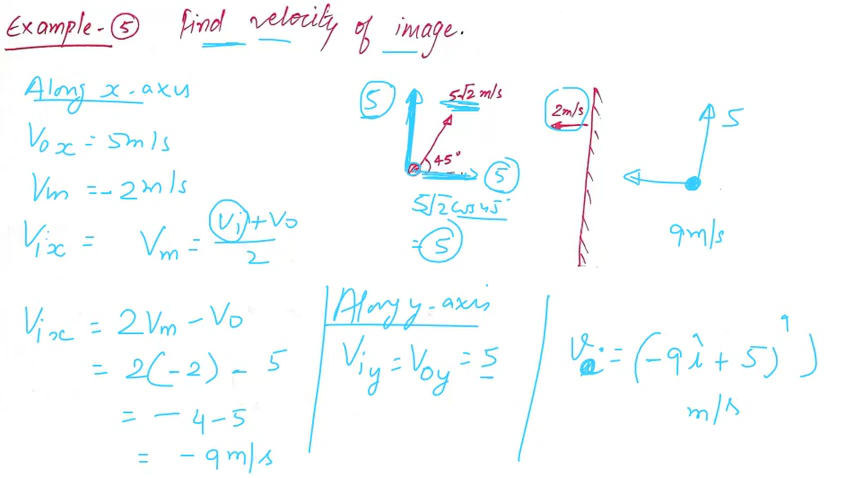 Example-⑤ Find velocity of image.
Along x-axis
Vox = 5m/s
Vm = -2m/s
Vix = Vm = Vi + Vo / 2
Vix = 2Vm - Vo
= 2(-2) - 5
= - 4-5
= -9m/s
5
5√2 m/s
45°
5
5√2 cos 45°
= 5
2m/s
5
9m/s
Along y-axis
Viy = Voy = 5
Vi = (-9î + 5ĵ)
m/s